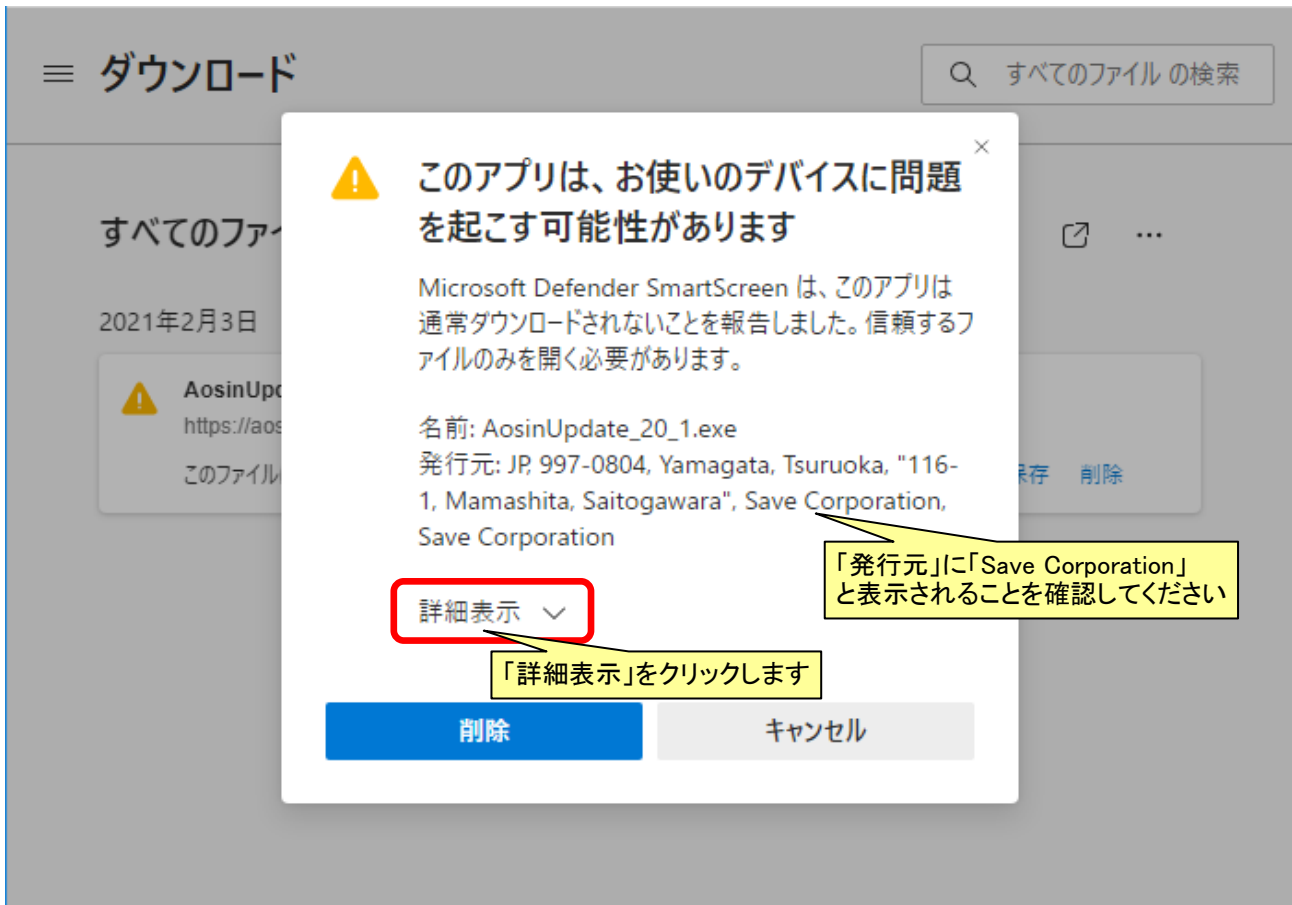 ダウンロード
すべてのファイル の検索
このアプリは、お使いのデバイスに問題
を起こす可能性があります
すべてのファイ
Microsoft Defender SmartScreen は、このアプリは
通常ダウンロードされないことを報告しました。信頼するフ
ァイルのみを開く必要があります。
2021年2月3日
AosinUpd
https://aos
このファイル
保存 削除
名前: AosinUpdate_20_1.exe
発行元: JP, 997-0804, Yamagata, Tsuruoka, "116-
1, Mamashita, Saitogawara", Save Corporation,
Save Corporation
「発行元」に「Save Corporation」
と表示されることを確認してください
詳細表示
「詳細表示」をクリックします
削除
キャンセル